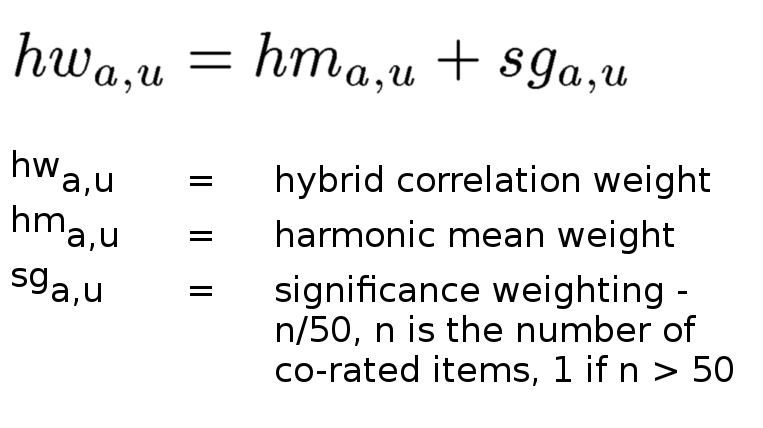 hw_{a,u} = hm_{a,u} + sg_{a,u}
hw_{a,u} = hybrid correlation weight
hm_{a,u} = harmonic mean weight
sg_{a,u} = significance weighting -
n/50, n is the number of
co-rated items, 1 if n > 50